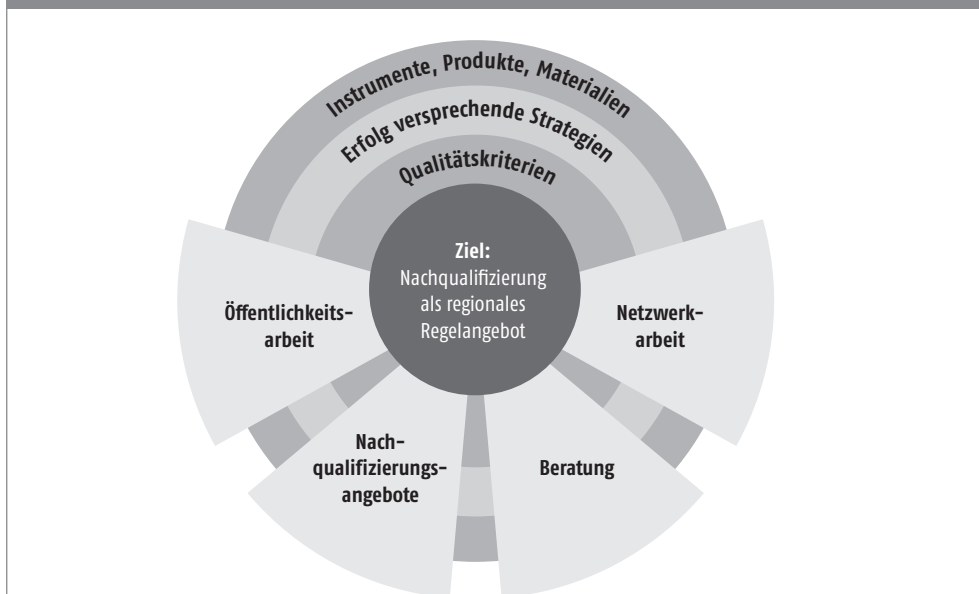 Instrumente, Produkte, Materialien
Erfolg versprechende Strategien
Qualitätskriterien
Ziel:
Nachqualifizierung
als regionales
Regelangebot
Öffentlichkeits-
arbeit
Netzwerk-
arbeit
Nach-
qualifizierungs-
angebote
Beratung